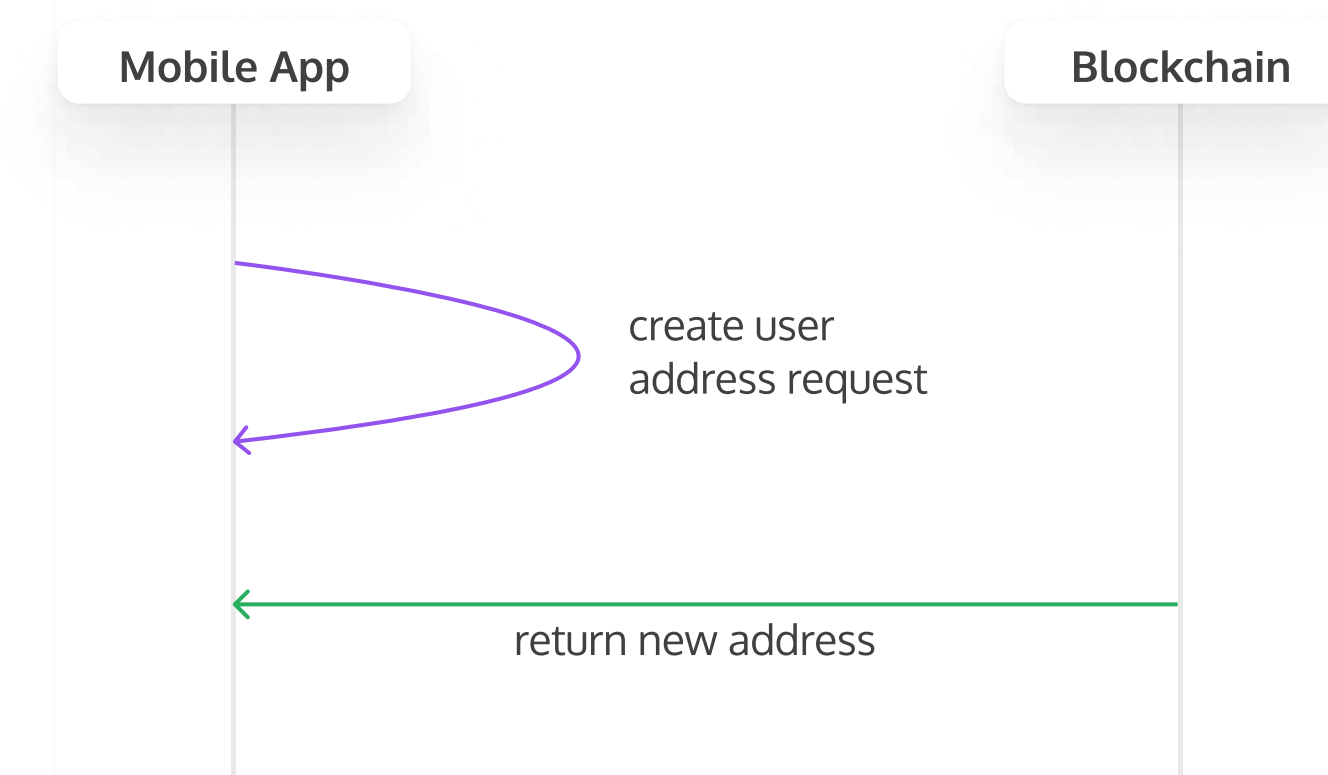 Mobile App
Blockchain
create user
address request
return new address